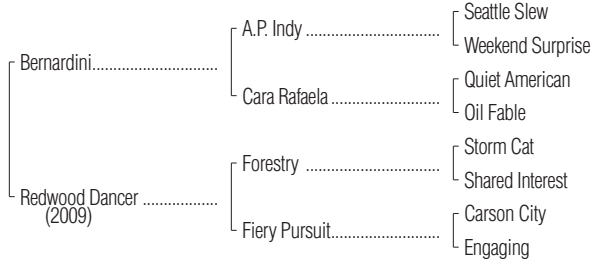 Seattle Slew
A.P. Indy ..............................
Weekend Surprise
Bernardini............................
Quiet American
Cara Rafaela ........................
Oil Fable
Storm Cat
Forestry ..............................
Shared Interest
Redwood Dancer .................
(2009)
Carson City
Fiery Pursuit........................
Engaging